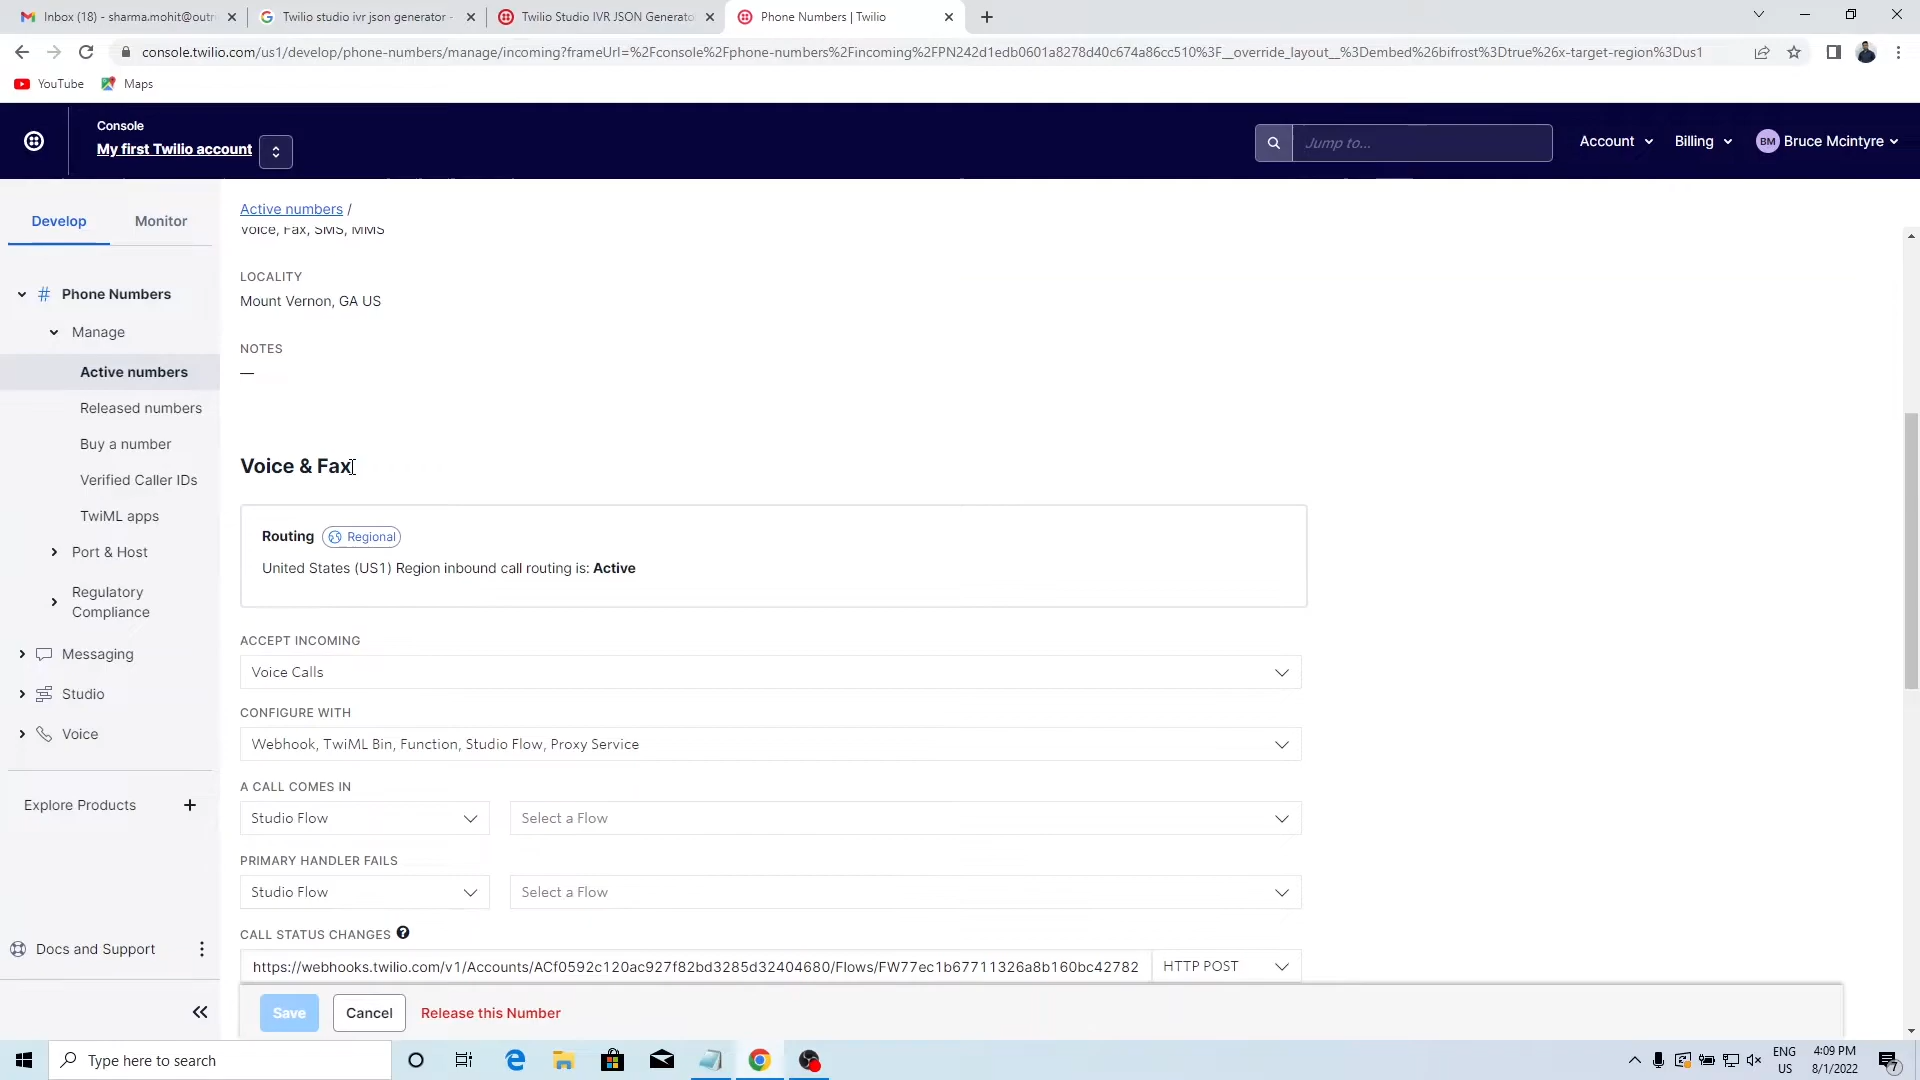 Inbox (18) - sharma.mohit@outr
Twilio studio ivr json generator -
Twilio Studio IVR JSON Generato
Phone Numbers | Twilio
console.twilio.com/us1/develop/phone-numbers/manage/incoming?frameUrl=%2Fconsole%2Fphone-numbers%2Fincoming%2FPN242d1edb0601a8278d40c674a86cc510%3F__override_layout__%3Dembed%26bifrost%3Dtrue%26x-target-region%3Dus1
YouTube
Maps
Console
My first Twilio account
Jump to...
Account
Billing
BM
Bruce Mcintyre
Develop
Monitor
Active numbers /
Voice, Fax, SMS, MMS
LOCALITY
Mount Vernon, GA US
NOTES
—
# Phone Numbers
Manage
Active numbers
Released numbers
Buy a number
Verified Caller IDs
TwiML apps
Port & Host
Regulatory
Compliance
Messaging
Studio
Voice
Explore Products +
Docs and Support
Voice & Fax
Routing Regional
United States (US1) Region inbound call routing is: Active
ACCEPT INCOMING
Voice Calls
CONFIGURE WITH
Webhook, TwiML Bin, Function, Studio Flow, Proxy Service
A CALL COMES IN
Studio Flow
Select a Flow
PRIMARY HANDLER FAILS
Studio Flow
Select a Flow
CALL STATUS CHANGES ?
https://webhooks.twilio.com/v1/Accounts/ACf0592c120ac927f82bd3285d32404680/Flows/FW77ec1b67711326a8b160bc42782
HTTP POST
Save
Cancel
Release this Number
Type here to search
ENG
US
4:09 PM
8/1/2022
7